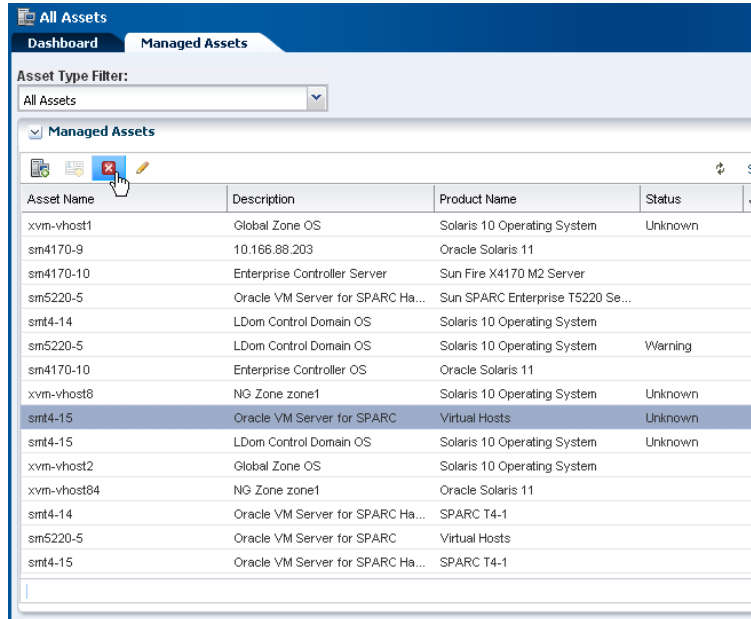 All Assets
Dashboard Managed Assets
Asset Type Filter:
All Assets
Managed Assets
Asset Name Description Product Name Status
xvm-vhost1 Global Zone OS Solaris 10 Operating System Unknown
sm4170-9 10.166.88.203 Oracle Solaris 11
sm4170-10 Enterprise Controller Server Sun Fire X4170 M2 Server
sm5220-5 Oracle VM Server for SPARC Ha... Sun SPARC Enterprise T5220 Se...
smt4-14 LDom Control Domain OS Solaris 10 Operating System
sm5220-5 LDom Control Domain OS Solaris 10 Operating System Warning
sm4170-10 Enterprise Controller OS Oracle Solaris 11
xvm-vhost8 NG Zone zone1 Solaris 10 Operating System Unknown
smt4-15 Oracle VM Server for SPARC Virtual Hosts Unknown
smt4-15 LDom Control Domain OS Solaris 10 Operating System Unknown
xvm-vhost2 Global Zone OS Solaris 10 Operating System
xvm-vhost84 NG Zone zone1 Oracle Solaris 11
smt4-14 Oracle VM Server for SPARC Ha... SPARC T4-1
sm5220-5 Oracle VM Server for SPARC Virtual Hosts
smt4-15 Oracle VM Server for SPARC Ha... SPARC T4-1